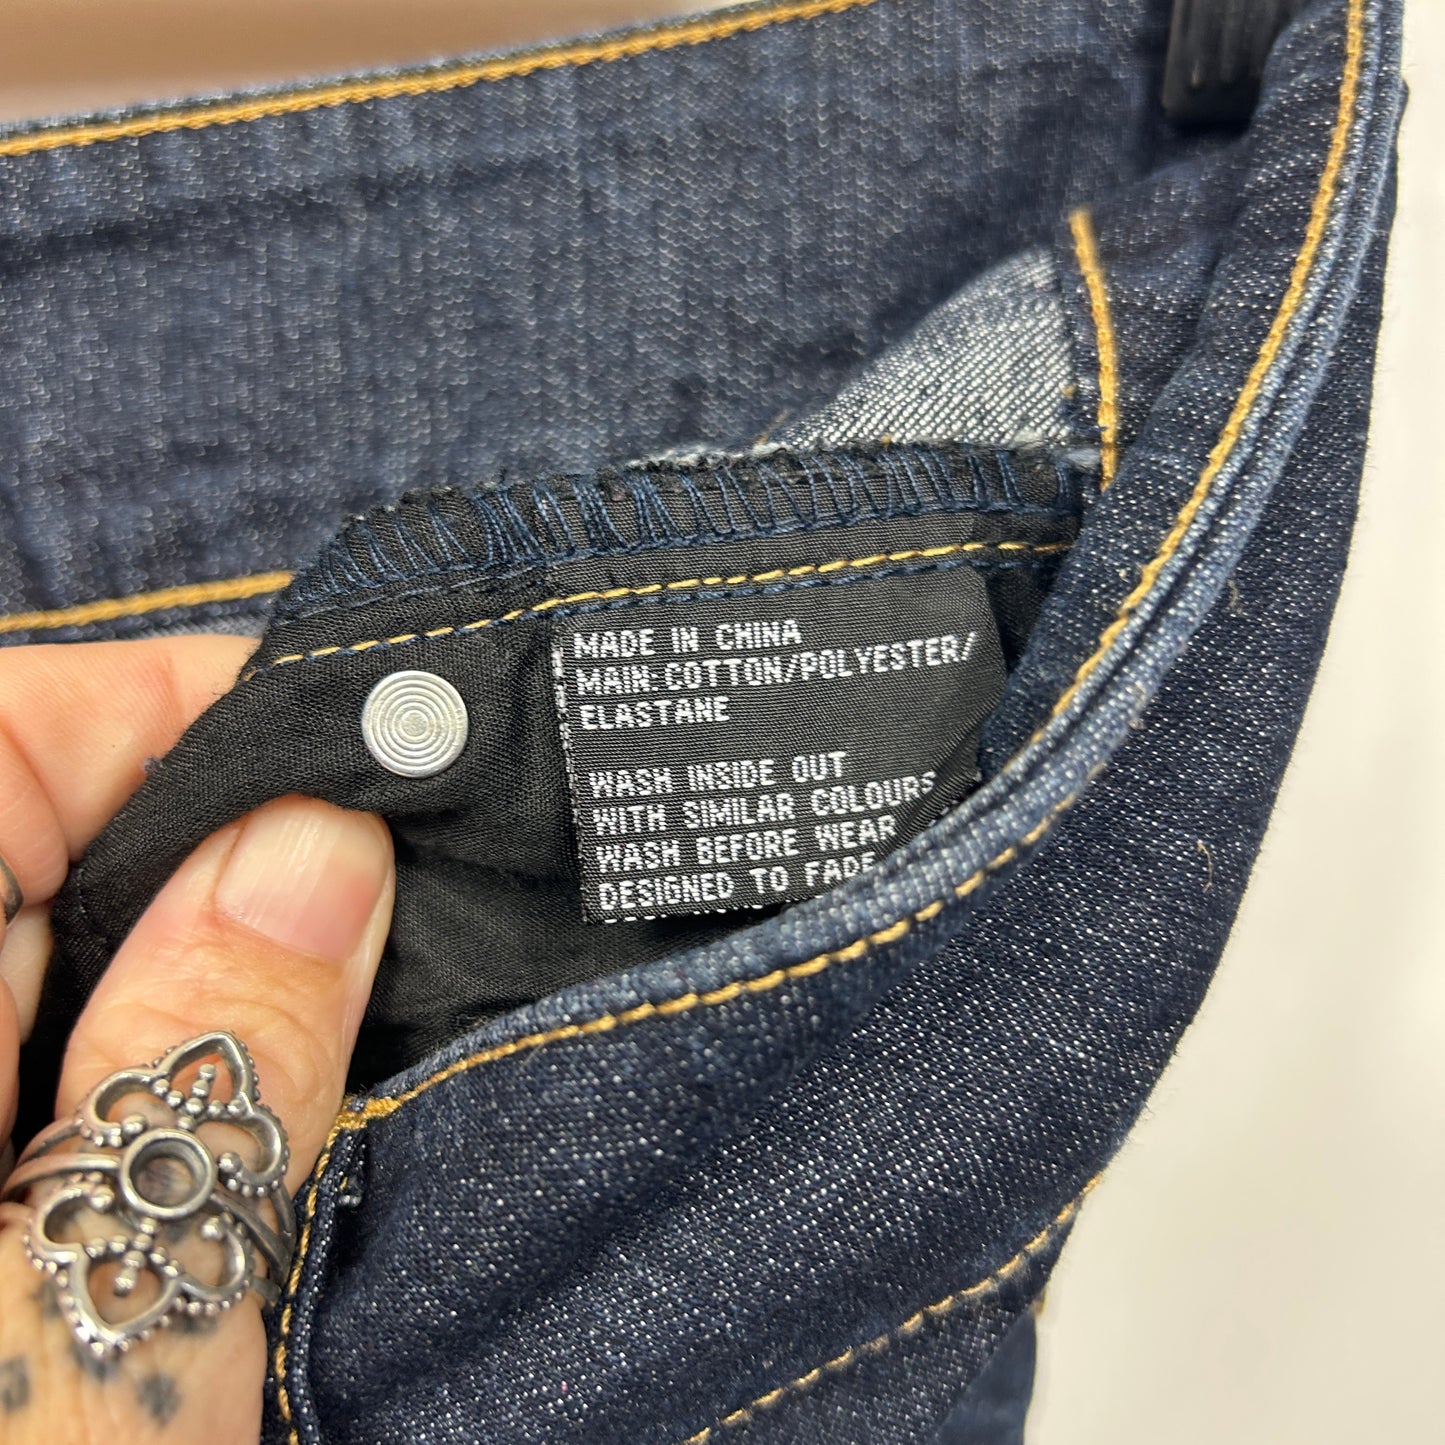 MADE IN CHINA
MAIN:COTTON/POLYESTER/
ELASTANE
WASH INSIDE OUT
WITH SIMILAR COLOURS
WASH BEFORE WEAR
DESIGNED TO FADE